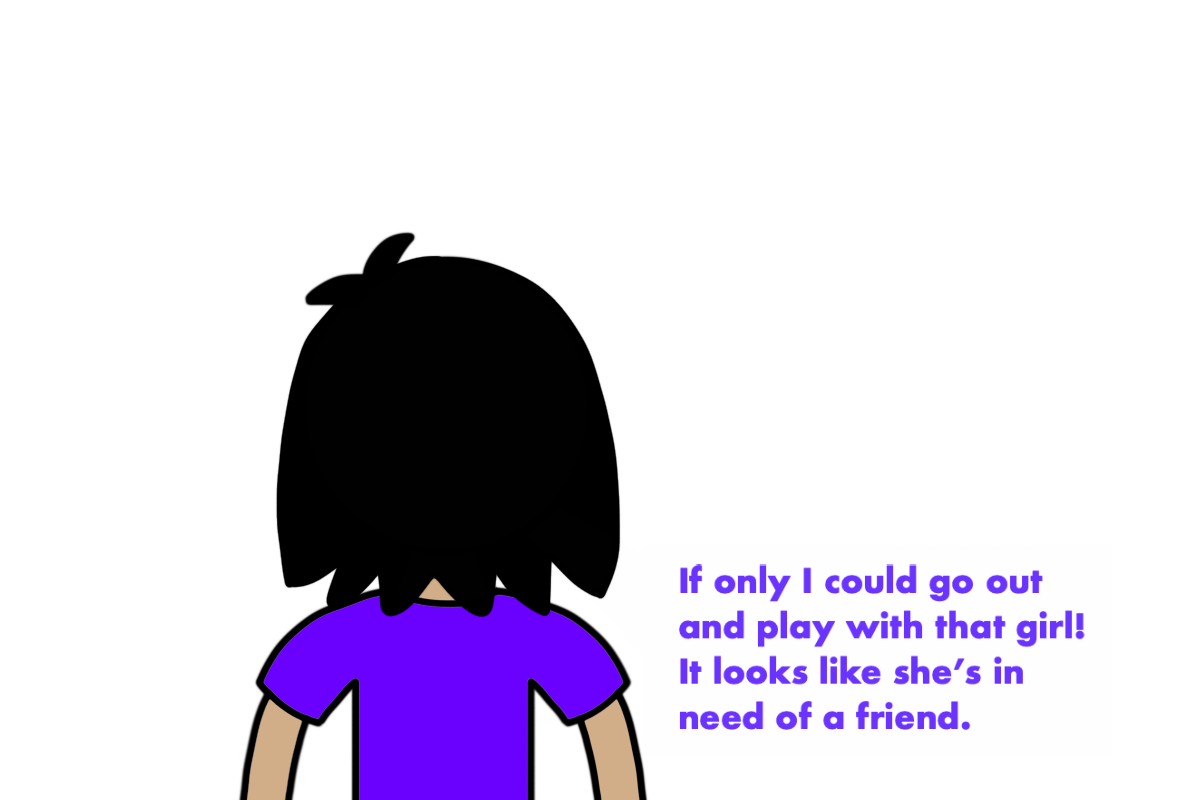 If only I could go out
and play with that girl!
It looks like she’s in
need of a friend.